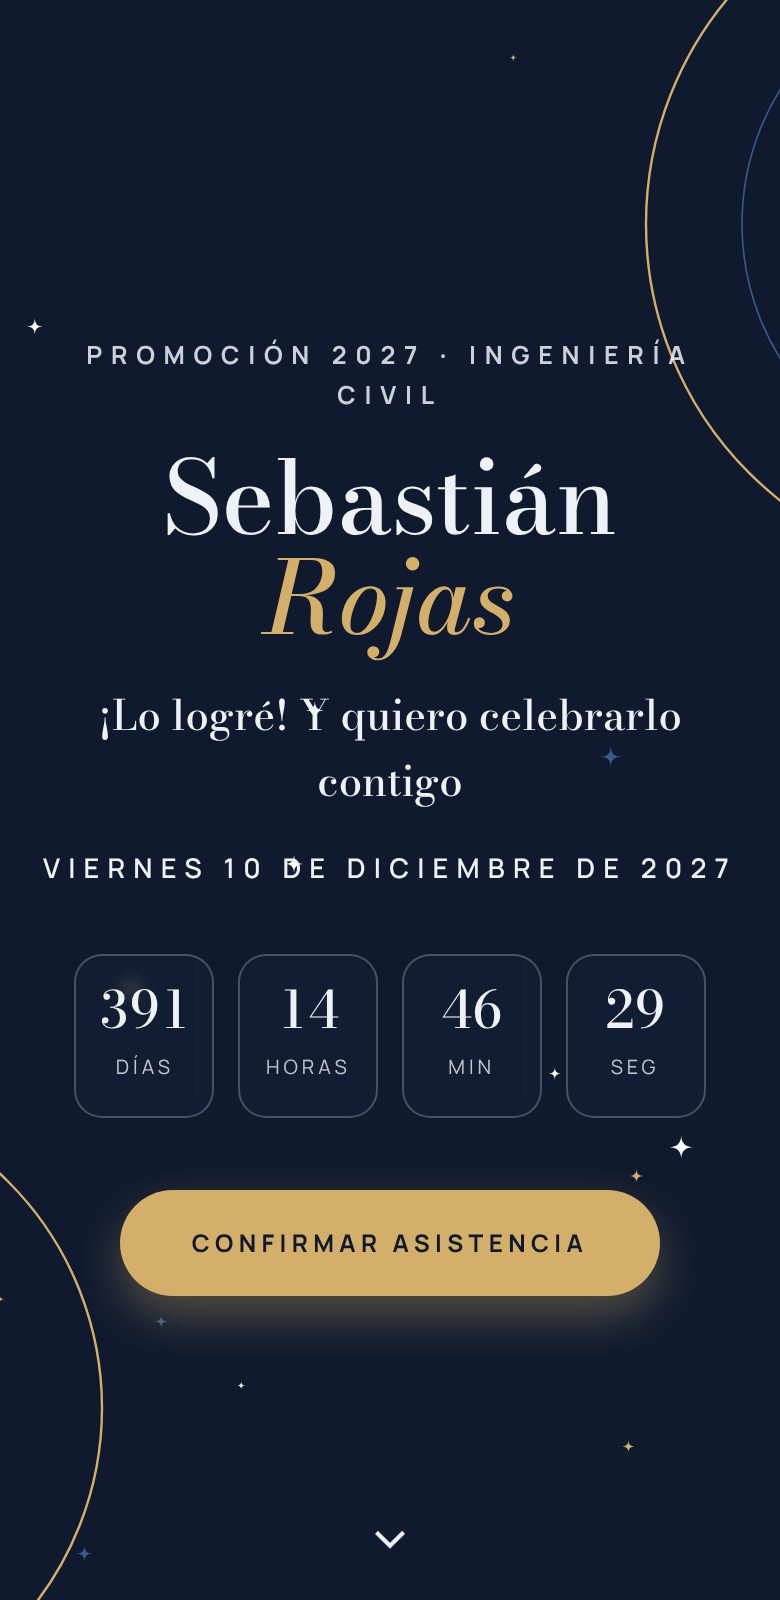 PROMOCIÓN 2027 · INGENIERÍA
CIVIL
Sebastián
Rojas
¡Lo logré! Y quiero celebrarlo
contigo
VIERNES 10 DE DICIEMBRE DE 2027
391 14 46 29
DÍAS HORAS MIN SEG
CONFIRMAR ASISTENCIA